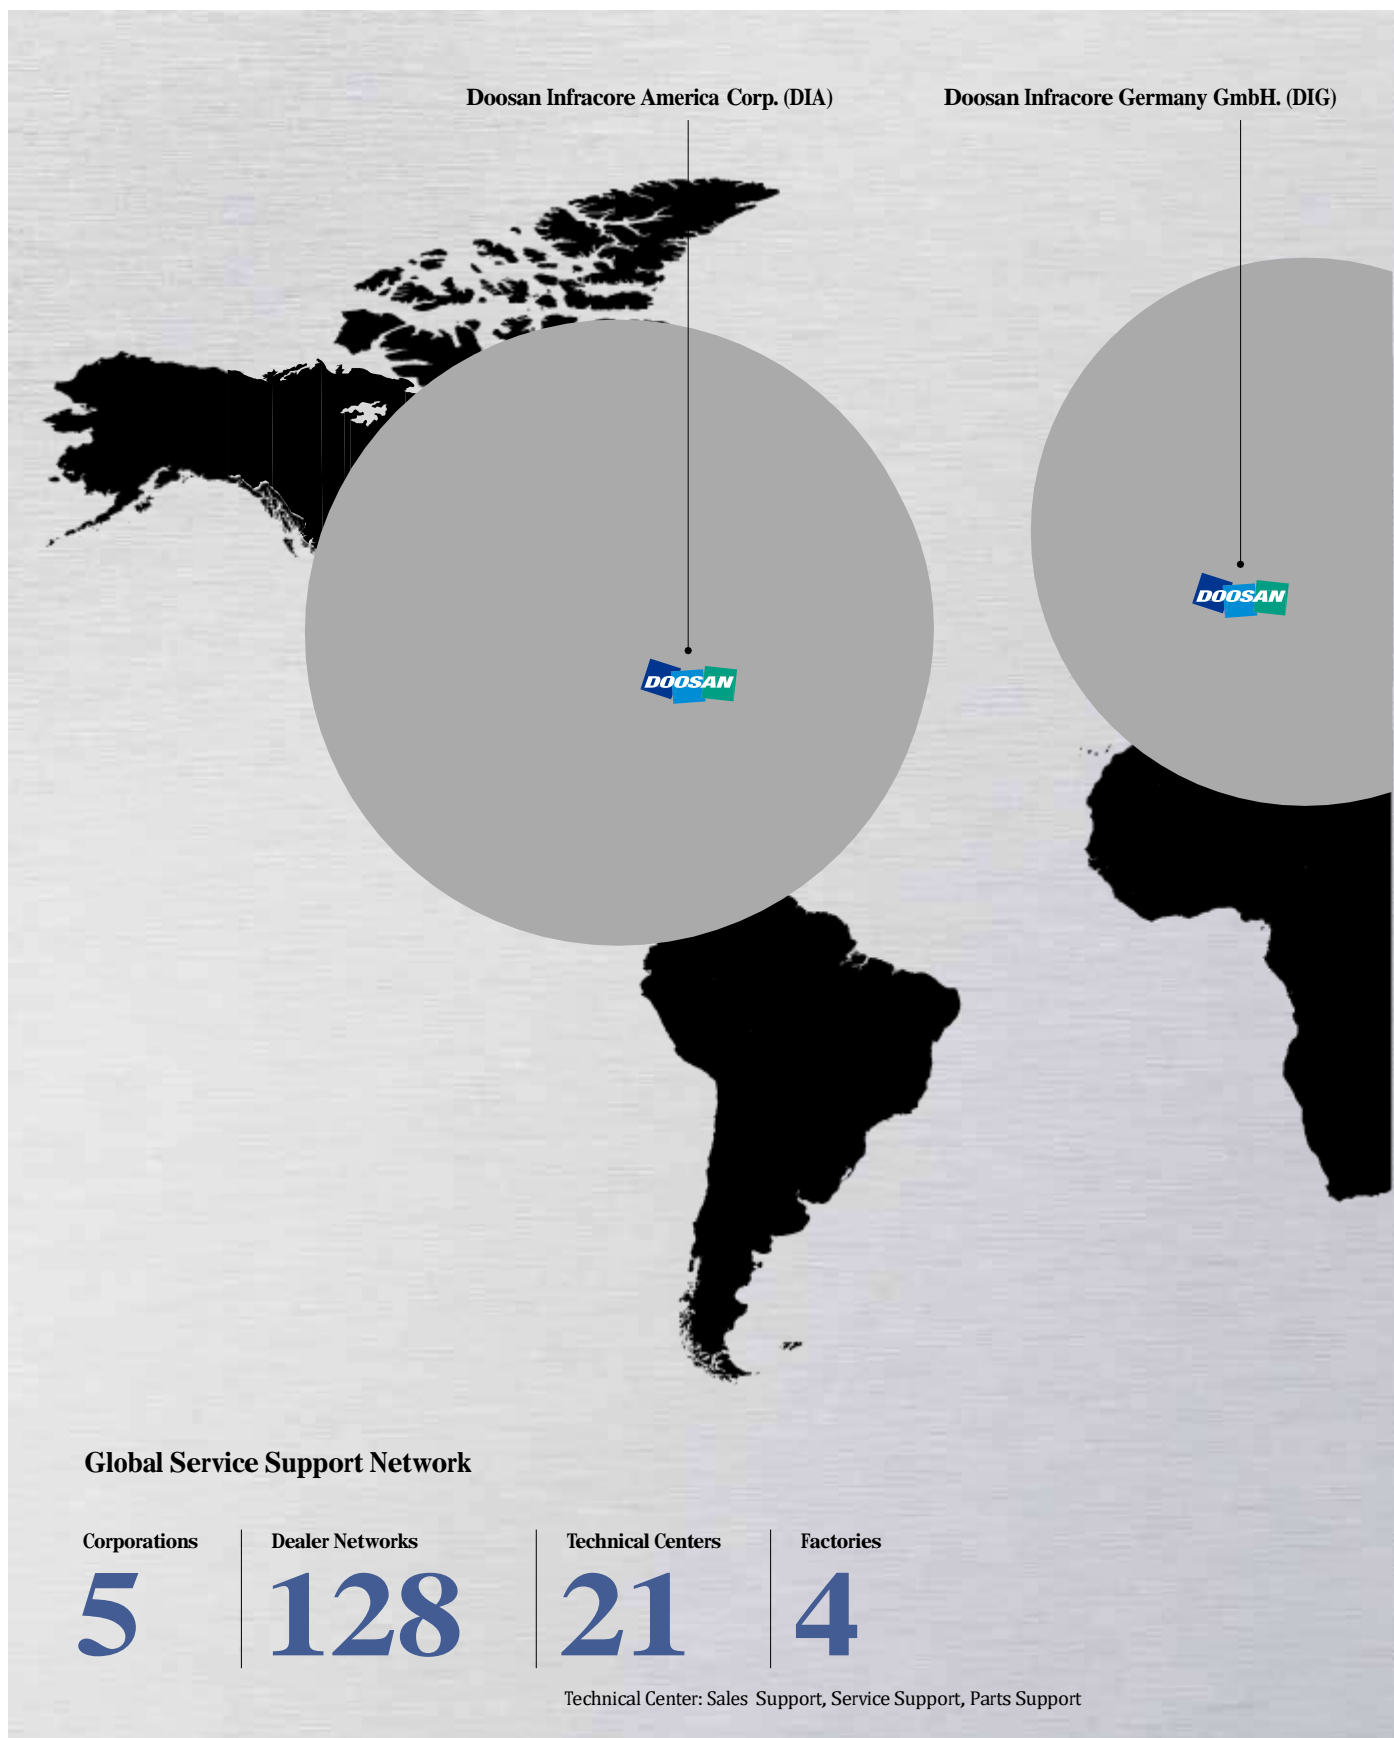 Doosan Infracore America Corp. (DIA)
Doosan Infracore Germany GmbH. (DIG)
DOOSAN
DOOSAN
Global Service Support Network
Corporations
5
Dealer Networks
128
Technical Centers
21
Factories
4
Technical Center: Sales Support, Service Support, Parts Support